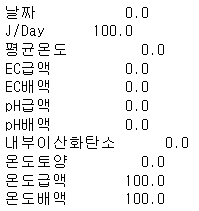 날짜 0.0
J/Day 100.0
평균온도 0.0
EC급액 0.0
EC배액 0.0
pH급액 0.0
pH배액 0.0
내부이산화탄소 0.0
온도토양 0.0
온도급액 100.0
온도배액 100.0